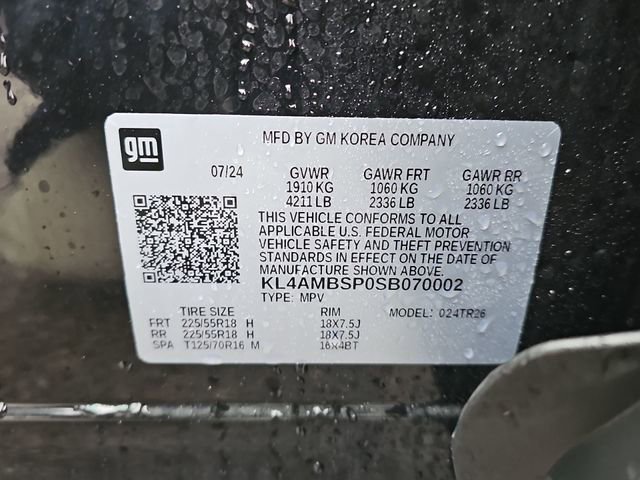 gm
MFD BY GM KOREA COMPANY
07/24 GVWR GAWR FRT GAWR RR
1910 KG 1060 KG 1060 KG
4211 LB 2336 LB 2336 LB
THIS VEHICLE CONFORMS TO ALL
APPLICABLE U.S. FEDERAL MOTOR
VEHICLE SAFETY AND THEFT PREVENTION
STANDARDS IN EFFECT ON THE DATE OF
MANUFACTURE SHOWN ABOVE.
KL4AMBSP0SB070002
TYPE: MPV
TIRE SIZE RIM MODEL: 024TR26
FRT 225/55R18 H 18X7.5J
RR 225/55R18 H 18X7.5J
SPA T125/70R16 M 16X4BT